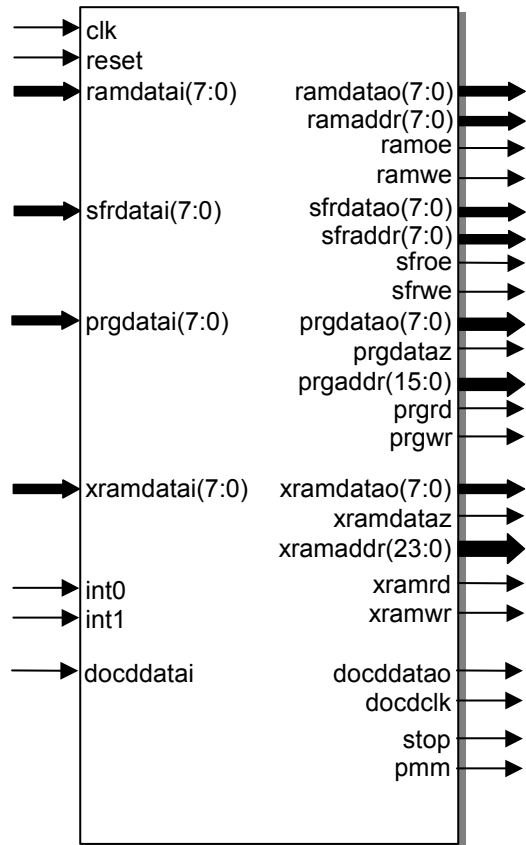 clk
reset
ramdatai(7:0) ramdatao(7:0)
ramaddr(7:0)
ramoe
ramwe
sfrdatai(7:0) sfrdatao(7:0)
sfraddr(7:0)
sfroe
sfrwe
prgdatai(7:0) prgdatao(7:0)
prgdataz
prgaddr(15:0)
prgrd
prgwr
xramdatai(7:0) xramdatao(7:0)
xramdataz
xramaddr(23:0)
int0 xramrd
int1 xramwr
docddatai docddatao
docdclk
stop
pmm